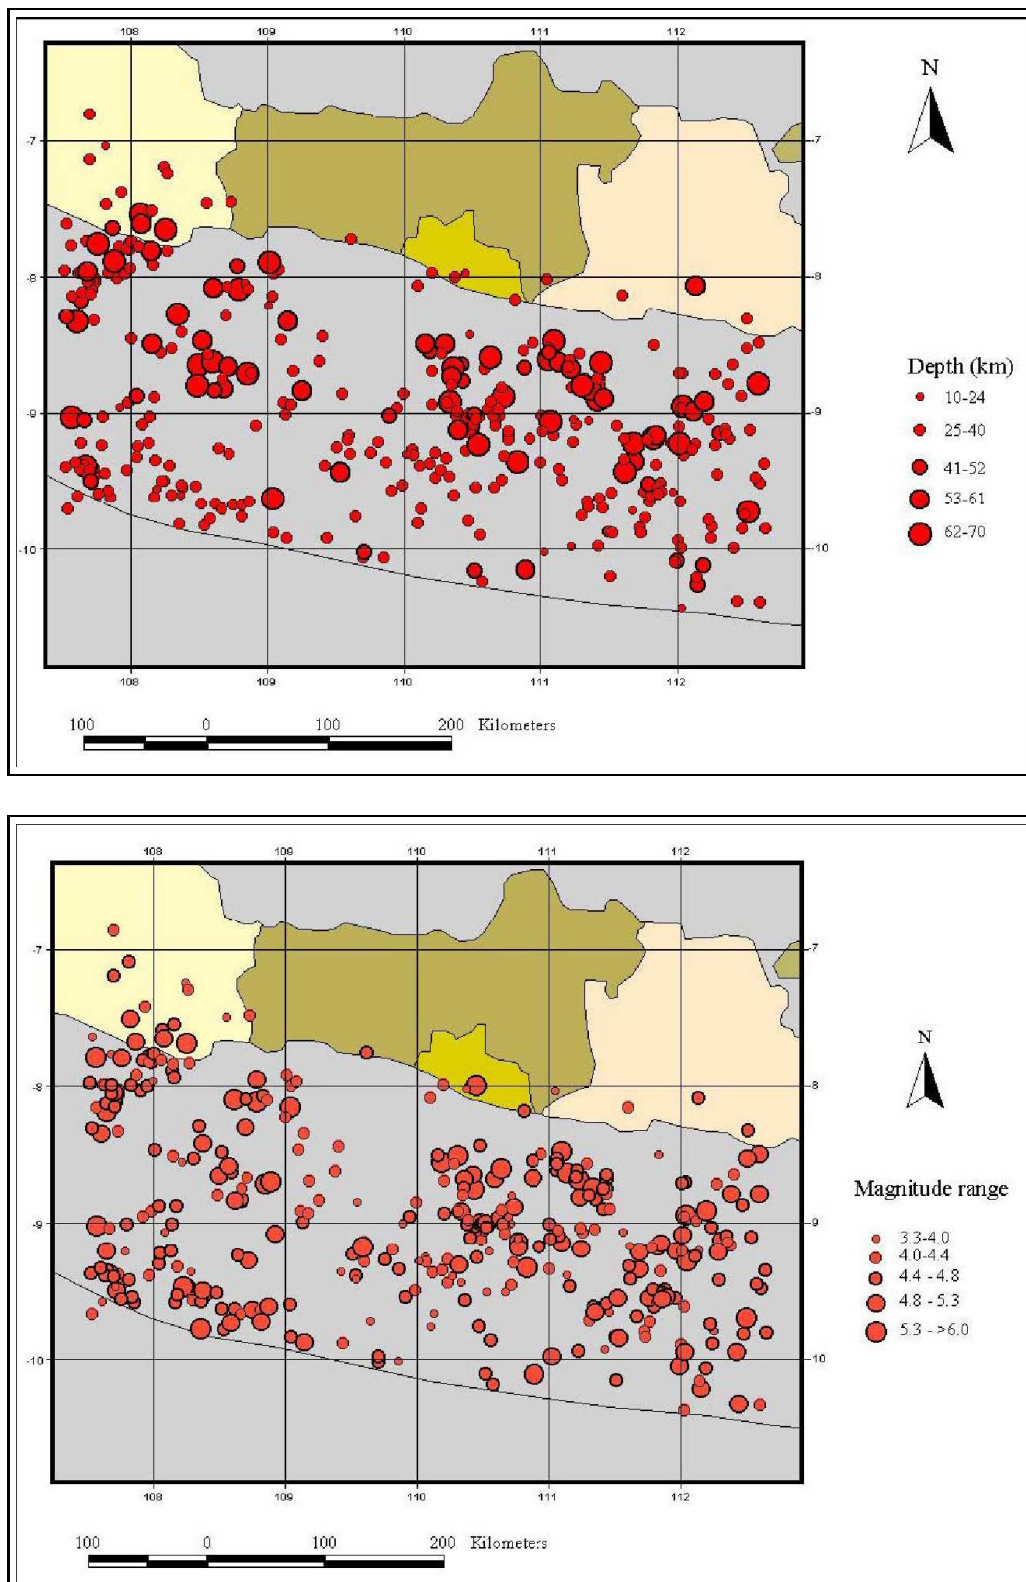 108 109 110 111 112
N
-7 -7
-8 -8
Depth (km)
10-24
25-40
-9 -9
41-52
53-61
62-70
-10 -10
108 109 110 111 112
100 0 100 200 Kilometers
108 109 110 111 112
-7 -7
N
-8 -8
Magnitude range
-9 -9
3.3-4.0
4.0-4.4
4.4 - 4.8
4.8 - 5.3
5.3 - >6.0
-10 -10
108 109 110 111 112
100 0 100 200 Kilometers